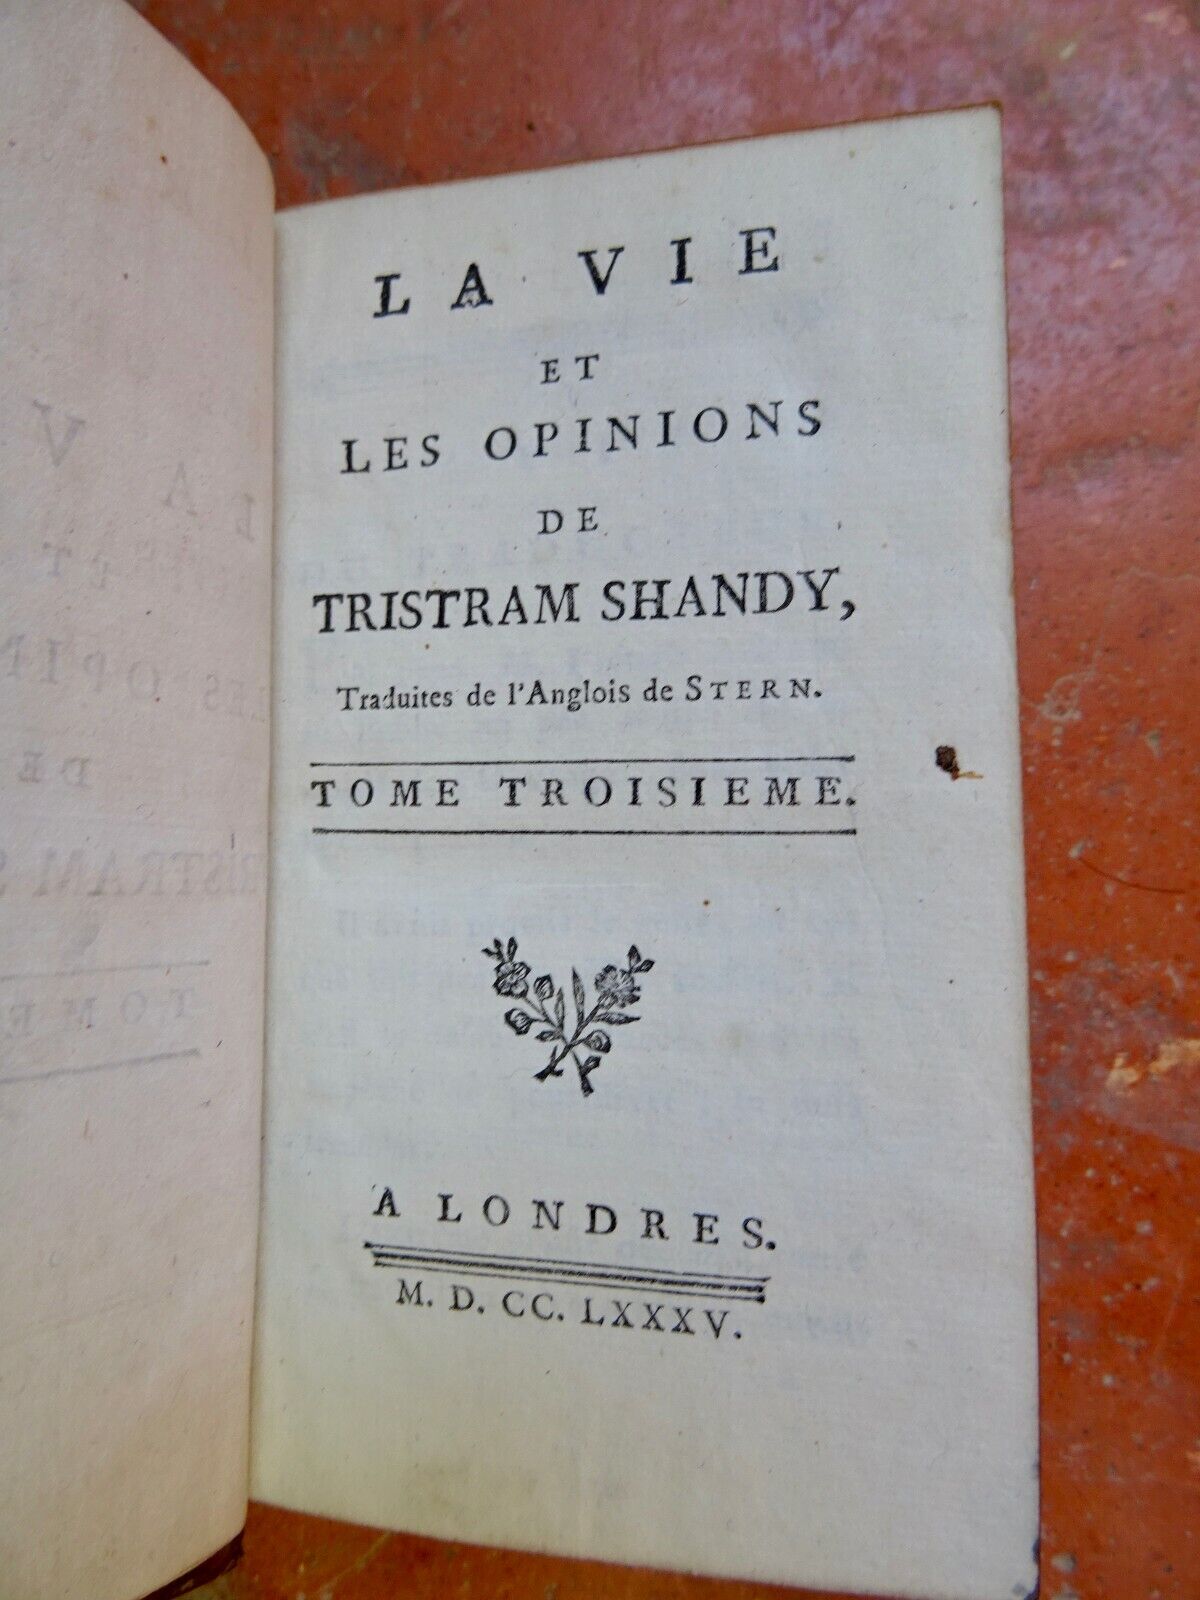 LA VIE
ET
LES OPINIONS
DE
TRISTRAM SHANDY,
Traduites de l'Anglois de STERN.
TOME TROISIEME.
A LONDRES.
M. D. CC. LXXXV.